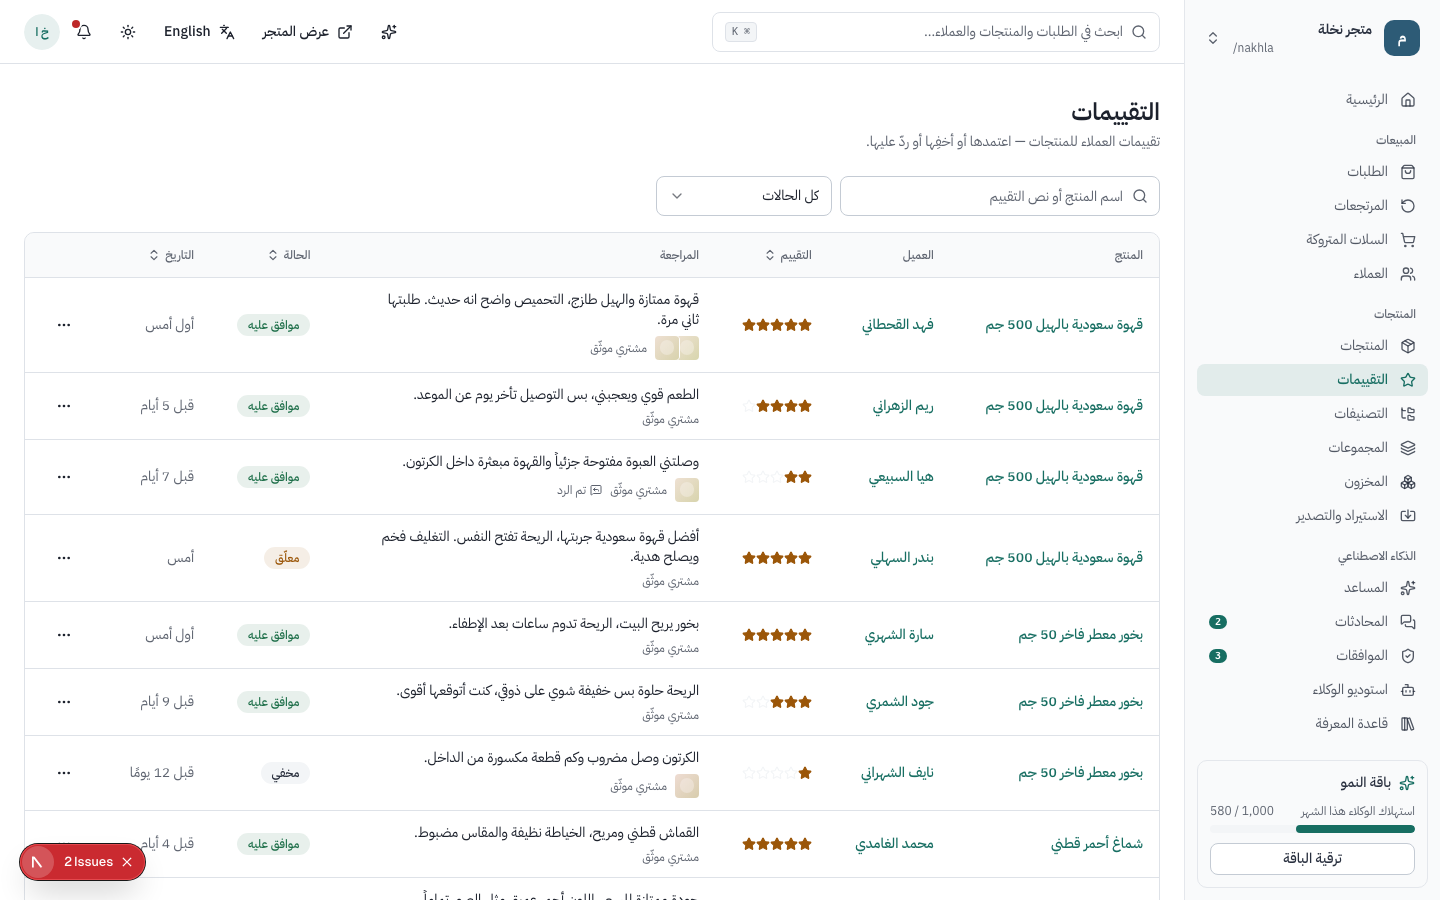 متجر نخلة
/nakhla
م
ابحث في الطلبات والمنتجات والعملاء...
⌘ K
عرض المتجر
English
خ ا
الرئيسية
المبيعات
الطلبات
المرتجعات
السلات المتروكة
العملاء
المنتجات
المنتجات
التقييمات
التصنيفات
المجموعات
المخزون
الاستيراد والتصدير
الذكاء الاصطناعي
المساعد
المحادثات 2
الموافقات 3
استوديو الوكلاء
قاعدة المعرفة
باقة النمو
استهلاك الوكلاء هذا الشهر 580 / 1,000
ترقية الباقة
التقييمات
تقييمات العملاء للمنتجات — اعتمدها أو أخفِها أو ردّ عليها.
اسم المنتج أو نص التقييم
كل الحالات
المنتج العميل التقييم المراجعة الحالة التاريخ
قهوة سعودية بالهيل 500 جم فهد القحطاني قهوة ممتازة والهيل طازج، التحميص واضح انه حديث. طلبتها موافق عليه أول أمس
ثاني مرة.
مشتري موثّق
قهوة سعودية بالهيل 500 جم ريم الزهراني الطعم قوي ويعجبني، بس التوصيل تأخر يوم عن الموعد. موافق عليه قبل 5 أيام
مشتري موثّق
قهوة سعودية بالهيل 500 جم هيا السبيعي وصلتني العبوة مفتوحة جزئياً والقهوة مبعثرة داخل الكرتون. موافق عليه قبل 7 أيام
مشتري موثّق تم الرد
قهوة سعودية بالهيل 500 جم بندر السهلي أفضل قهوة سعودية جربتها، الريحة تفتح النفس. التغليف فخم معلّق أمس
ويصلح هدية.
مشتري موثّق
بخور معطر فاخر 50 جم سارة الشهري بخور يريح البيت، الريحة تدوم ساعات بعد الإطفاء. موافق عليه أول أمس
مشتري موثّق
بخور معطر فاخر 50 جم جود الشمري الريحة حلوة بس خفيفة شوي على ذوقي، كنت أتوقعها أقوى. موافق عليه قبل 9 أيام
مشتري موثّق
بخور معطر فاخر 50 جم نايف الشهراني الكرتون وصل مضروب وكم قطعة مكسورة من الداخل. مخفي قبل 12 يومًا
مشتري موثّق
شماغ أحمر قطني محمد الغامدي القماش قطني ومريح، الخياطة نظيفة والمقاس مضبوط. موافق عليه قبل 4 أيام
مشتري موثّق
2 Issues